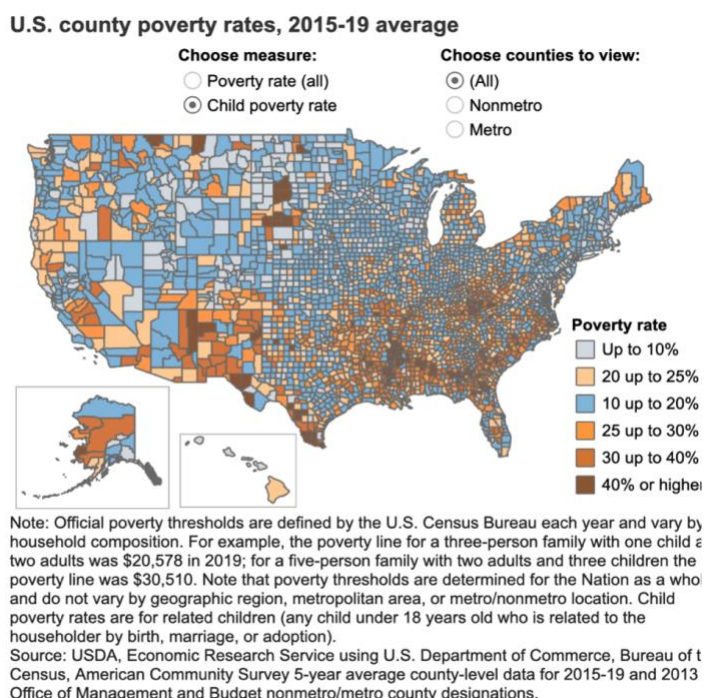 U.S. county poverty rates, 2015-19 average
Choose measure:
Poverty rate (all)
Child poverty rate
Choose counties to view:
(All)
Nonmetro
Metro
Poverty rate
Up to 10%
20 up to 25%
10 up to 20%
25 up to 30%
30 up to 40%
40% or higher
Note: Official poverty thresholds are defined by the U.S. Census Bureau each year and vary by
household composition. For example, the poverty line for a three-person family with one child a
two adults was $20,578 in 2019; for a five-person family with two adults and three children the
poverty line was $30,510. Note that poverty thresholds are determined for the Nation as a whol
and do not vary by geographic region, metropolitan area, or metro/nonmetro location. Child
poverty rates are for related children (any child under 18 years old who is related to the
householder by birth, marriage, or adoption).
Source: USDA, Economic Research Service using U.S. Department of Commerce, Bureau of t
Census, American Community Survey 5-year average county-level data for 2015-19 and 2013
Office of Management and Budget nonmetro/metro county designations.